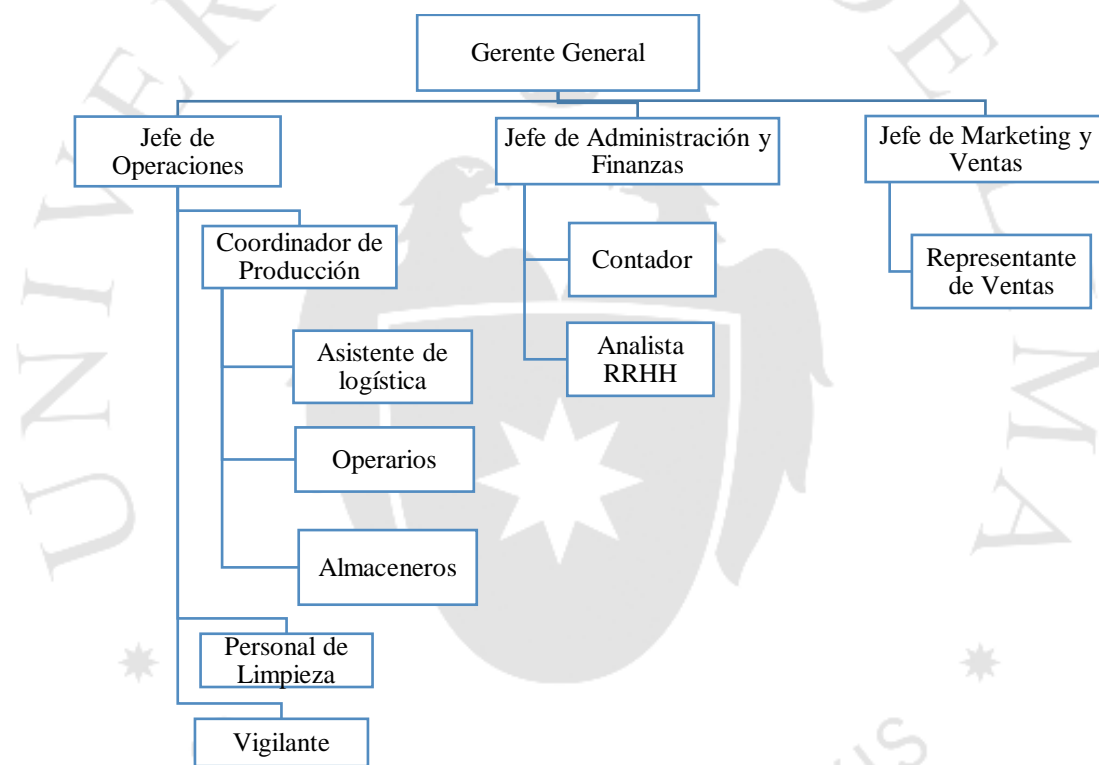 Gerente General
Jefe de
Operaciones
Jefe de Administración y
Finanzas
Jefe de Marketing y
Ventas
Coordinador de
Producción
Contador
Representante
de Ventas
Asistente de
logística
Analista
RRHH
Operarios
Almaceneros
Personal de
Limpieza
Vigilante